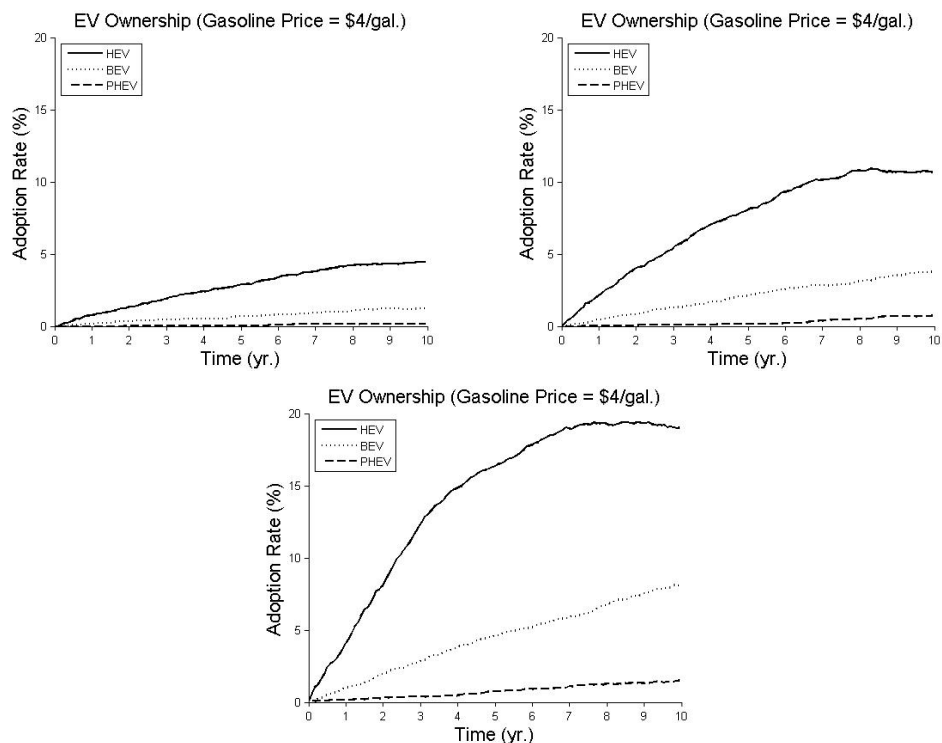 EV Ownership (Gasoline Price = $4/gal.)
20
15
10
5
0
Adoption Rate (%)
HEV
BEV
PHEV
0 1 2 3 4 5 6 7 8 9 10
Time (yr.)
EV Ownership (Gasoline Price = $4/gal.)
20
15
10
5
0
Adoption Rate (%)
HEV
BEV
PHEV
0 1 2 3 4 5 6 7 8 9 10
Time (yr.)
EV Ownership (Gasoline Price = $4/gal.)
20
15
10
5
0
Adoption Rate (%)
HEV
BEV
PHEV
0 1 2 3 4 5 6 7 8 9 10
Time (yr.)